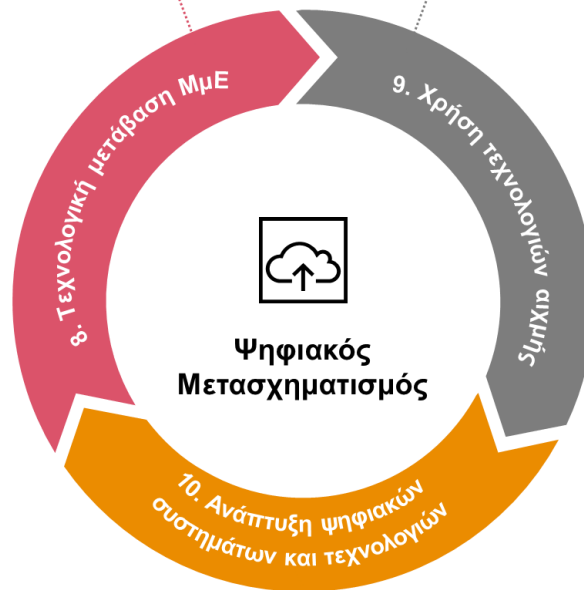 8. Τεχνολογική μετάβαση ΜμΕ
9. Χρήση τεχνολογιών αιχμής
Ψηφιακός
Μετασχηματισμός
10. Ανάπτυξη ψηφιακών
συστημάτων και τεχνολογιών